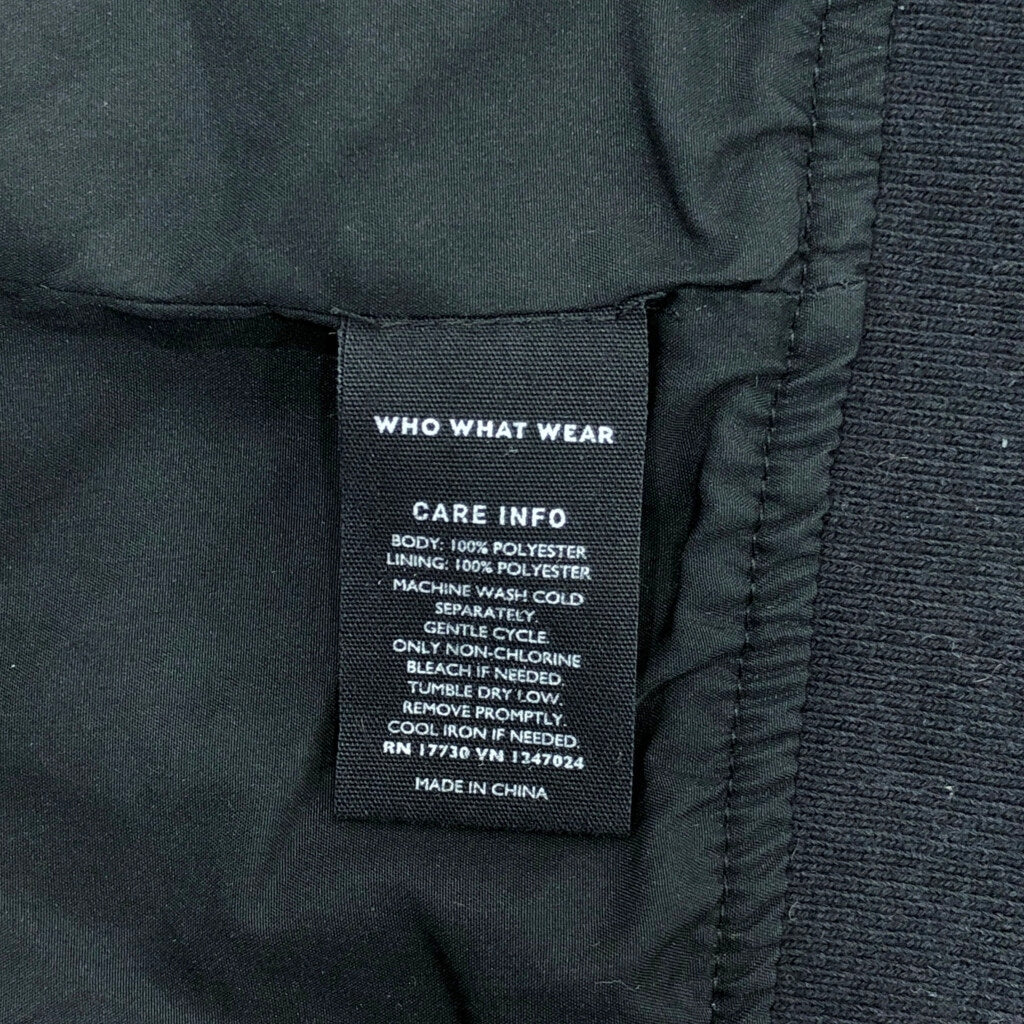 WHO WHAT WEAR
CARE INFO
BODY: 100% POLYESTER
LINING: 100% POLYESTER
MACHINE WASH COLD
SEPARATELY.
GENTLE CYCLE.
ONLY NON-CHLORINE
BLEACH IF NEEDED.
TUMBLE DRY LOW.
REMOVE PROMPTLY.
COOL IRON IF NEEDED.
RN 17730 VN 1247024
MADE IN CHINA